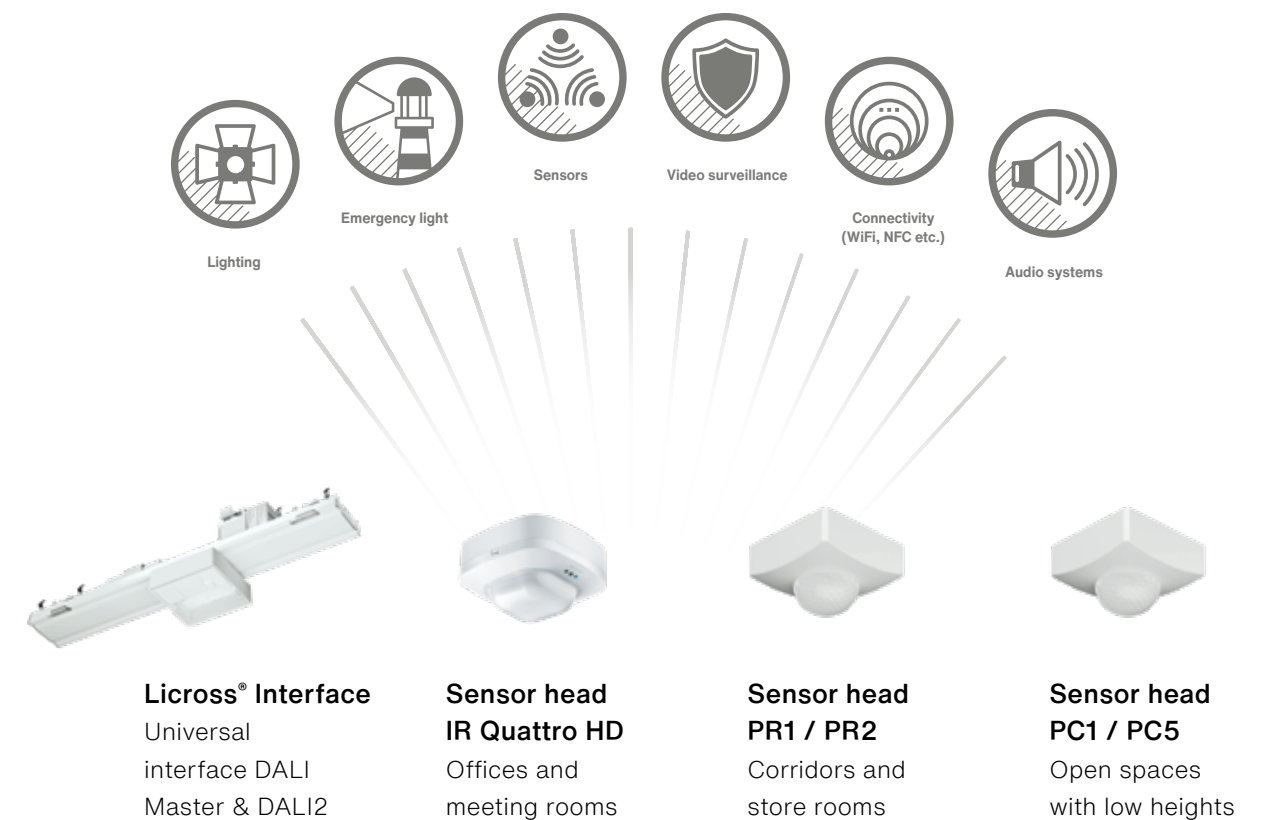 Sensors
Video surveillance
Emergency light
Connectivity
(WiFi, NFC etc.)
Lighting
Audio systems
Licross® Interface
Universal
interface DALI
Master & DALI2
Sensor head
IR Quattro HD
Offices and
meeting rooms
Sensor head
PR1 / PR2
Corridors and
store rooms
Sensor head
PC1 / PC5
Open spaces
with low heights